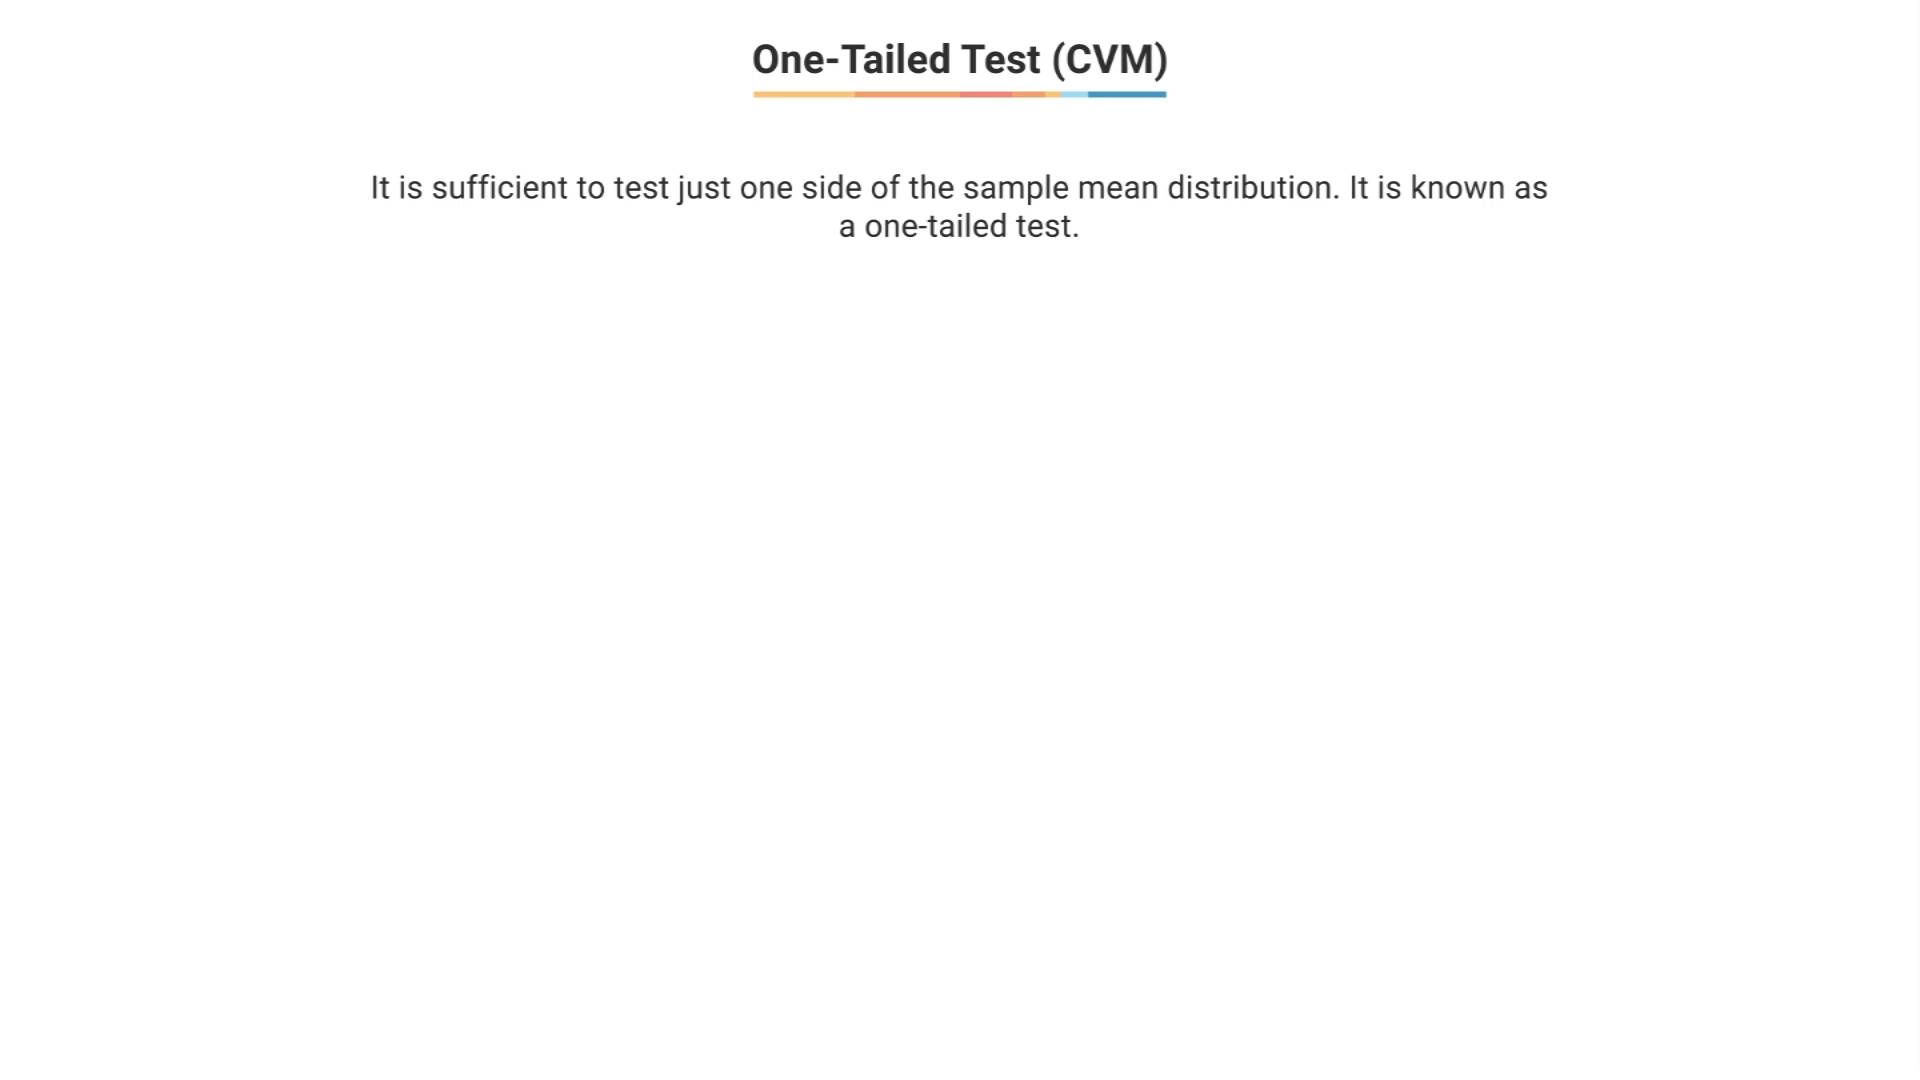 One-Tailed Test (CVM)
It is sufficient to test just one side of the sample mean distribution. It is known as
a one-tailed test.